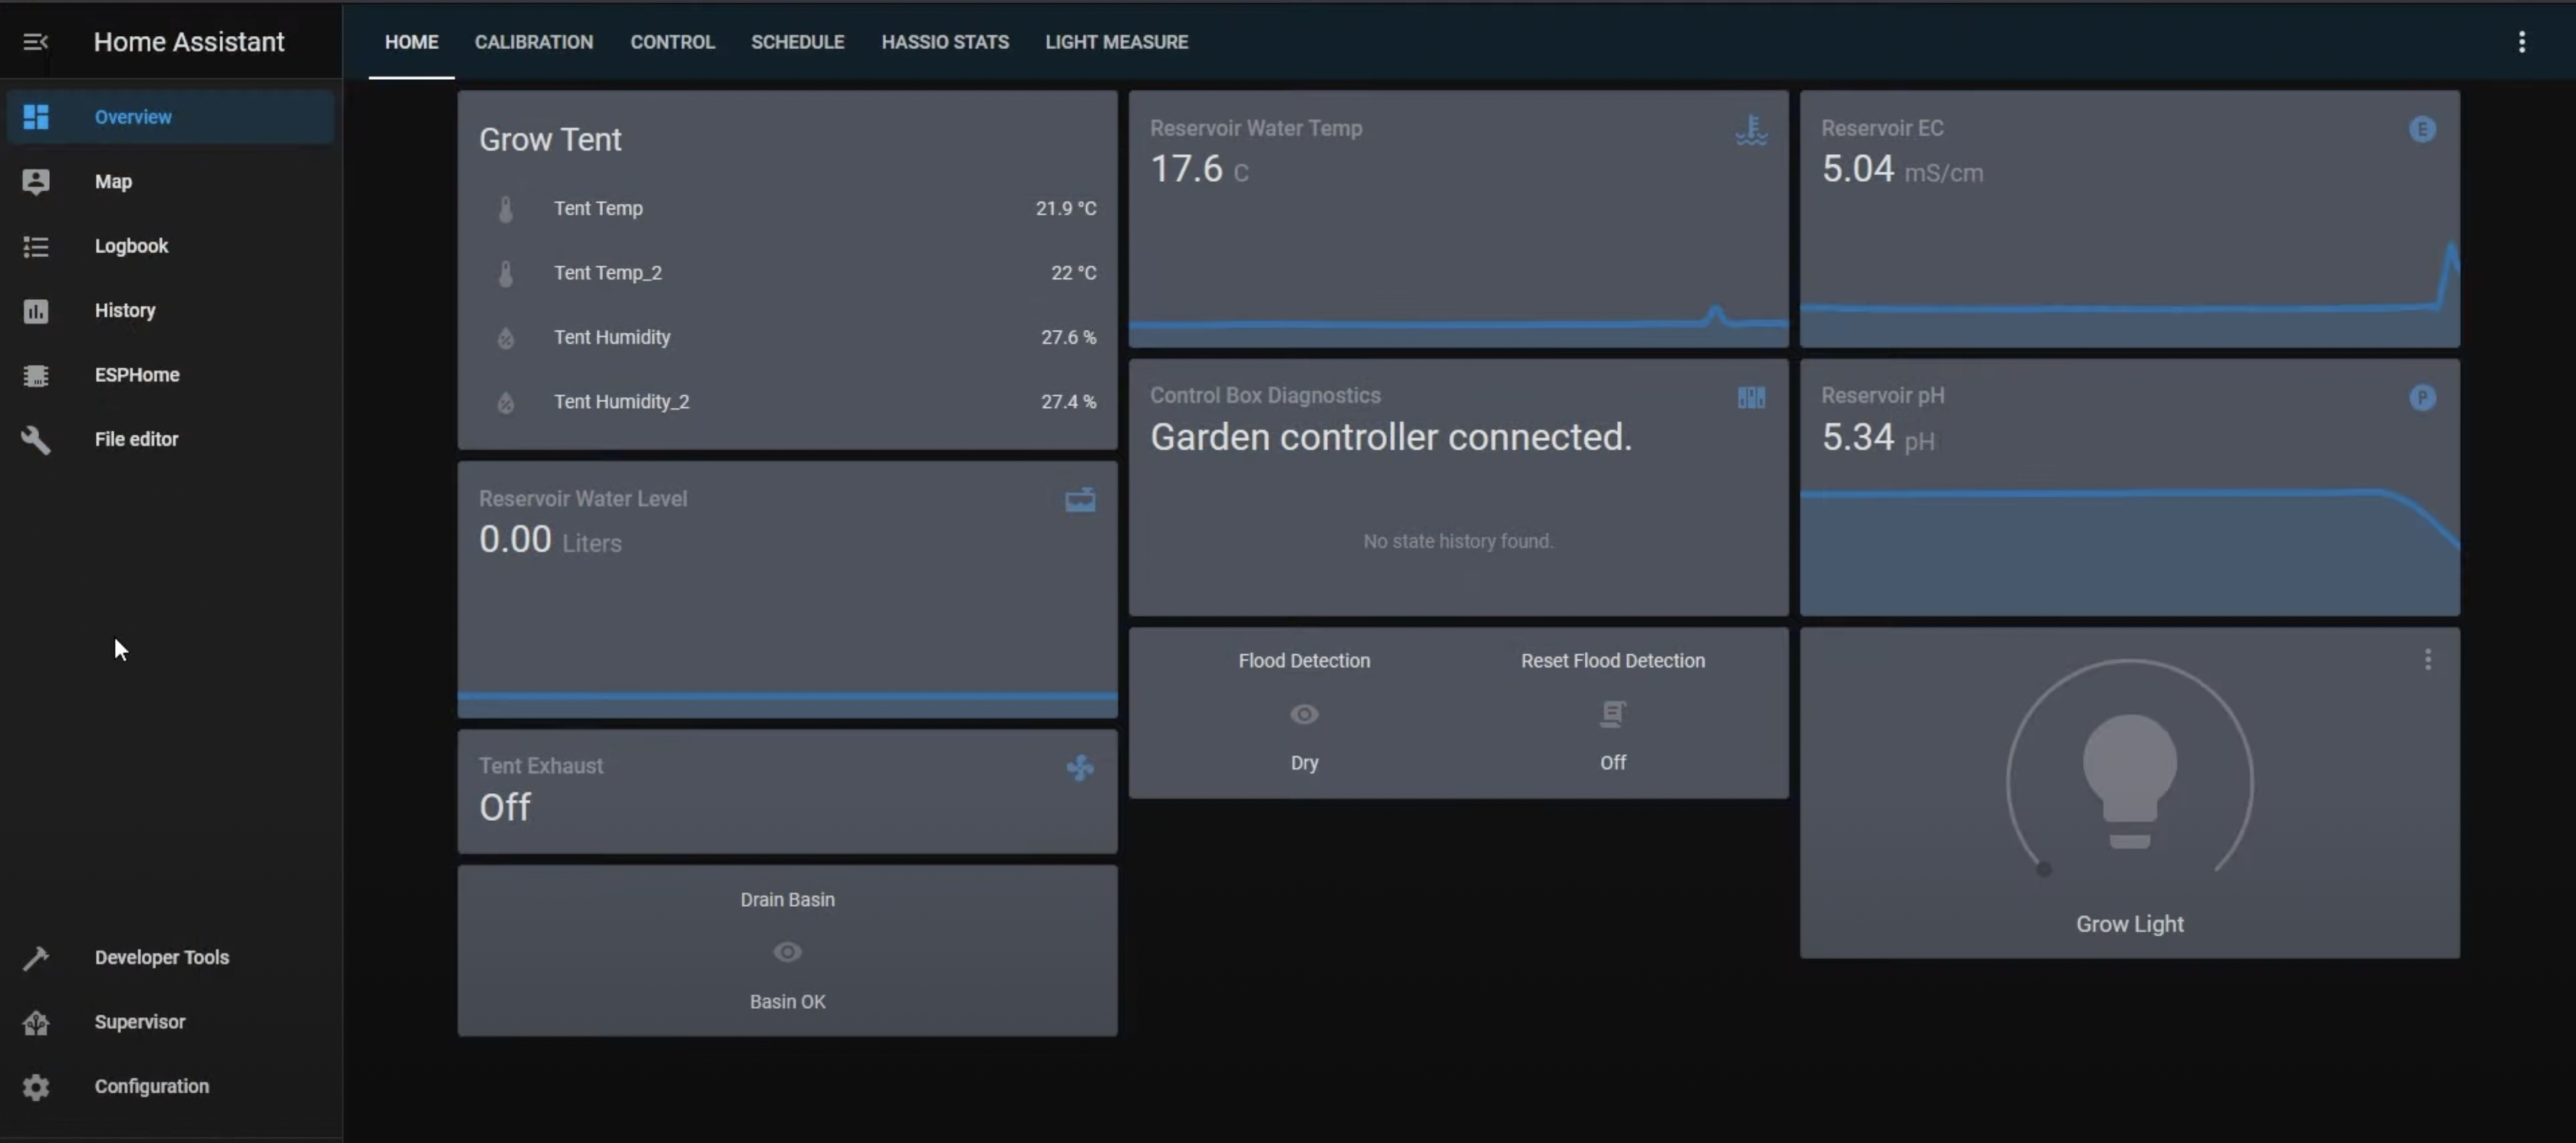 Home Assistant
HOME CALIBRATION CONTROL SCHEDULE HASSIO STATS LIGHT MEASURE
Overview
Map
Logbook
History
ESPHome
File editor
Developer Tools
Supervisor
Configuration
Grow Tent
Tent Temp 21.9 °C
Tent Temp_2 22 °C
Tent Humidity 27.6 %
Tent Humidity_2 27.4 %
Reservoir Water Level
0.00 Liters
Tent Exhaust
Off
Drain Basin
Basin OK
Reservoir Water Temp
17.6 C
Control Box Diagnostics
Garden controller connected.
No state history found.
Flood Detection Reset Flood Detection
Dry Off
Reservoir EC E
5.04 mS/cm
Reservoir pH P
5.34 pH
Grow Light